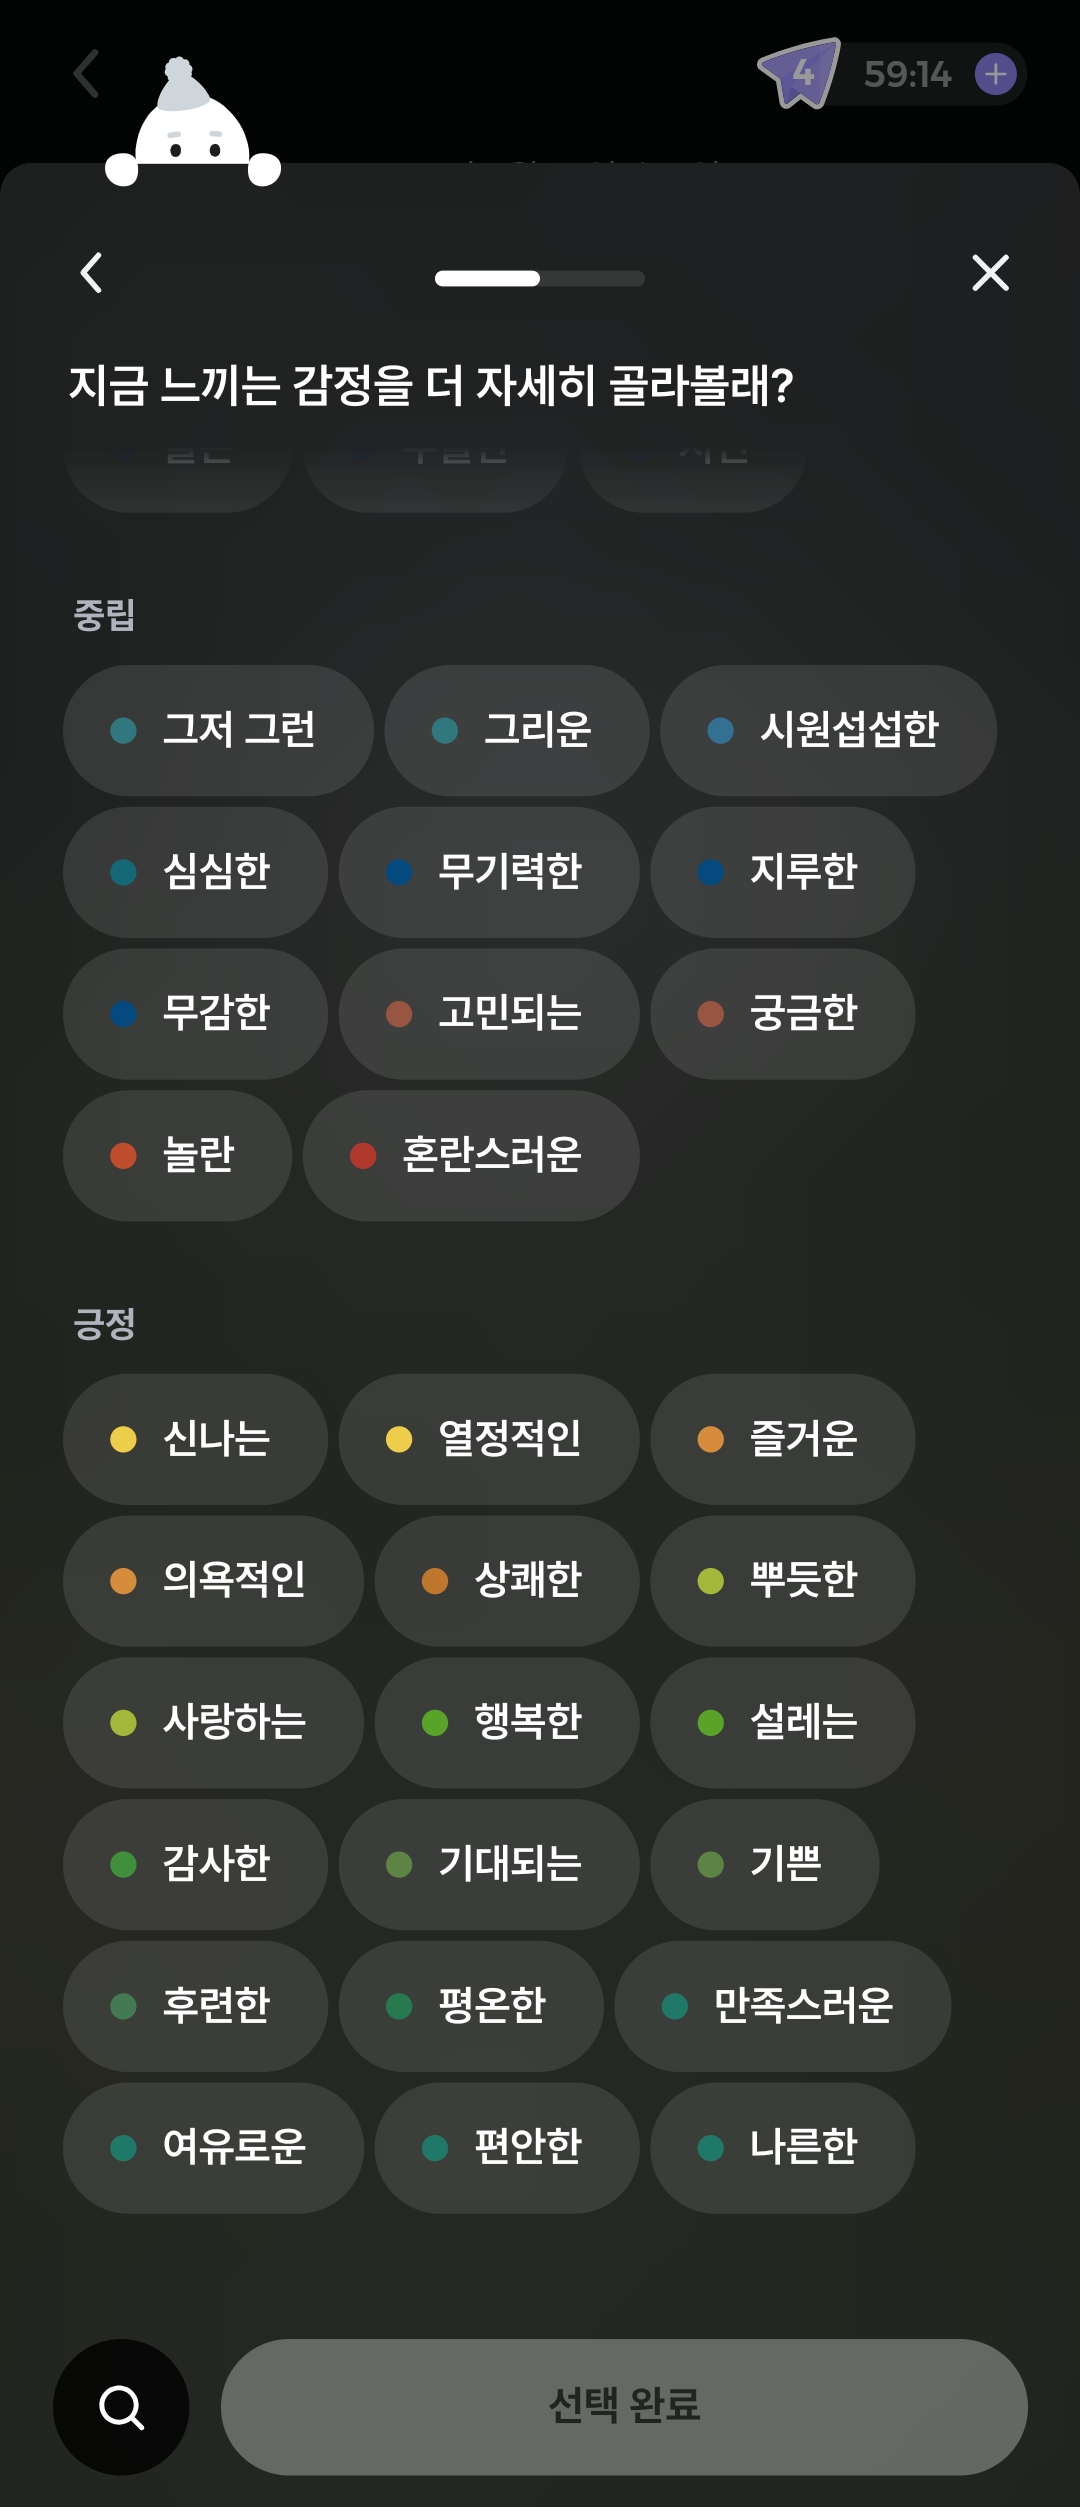 4 59:14
지금 느끼는 감정을 더 자세히 골라볼래?
중립
그저 그런 그리운 시원섭섭한
심심한 무기력한 지루한
무감한 고민되는 궁금한
놀란 혼란스러운
긍정
신나는 열정적인 즐거운
의욕적인 상쾌한 뿌듯한
사랑하는 행복한 설레는
감사한 기대되는 기쁜
후련한 평온한 만족스러운
여유로운 편안한 나른한
선택 완료